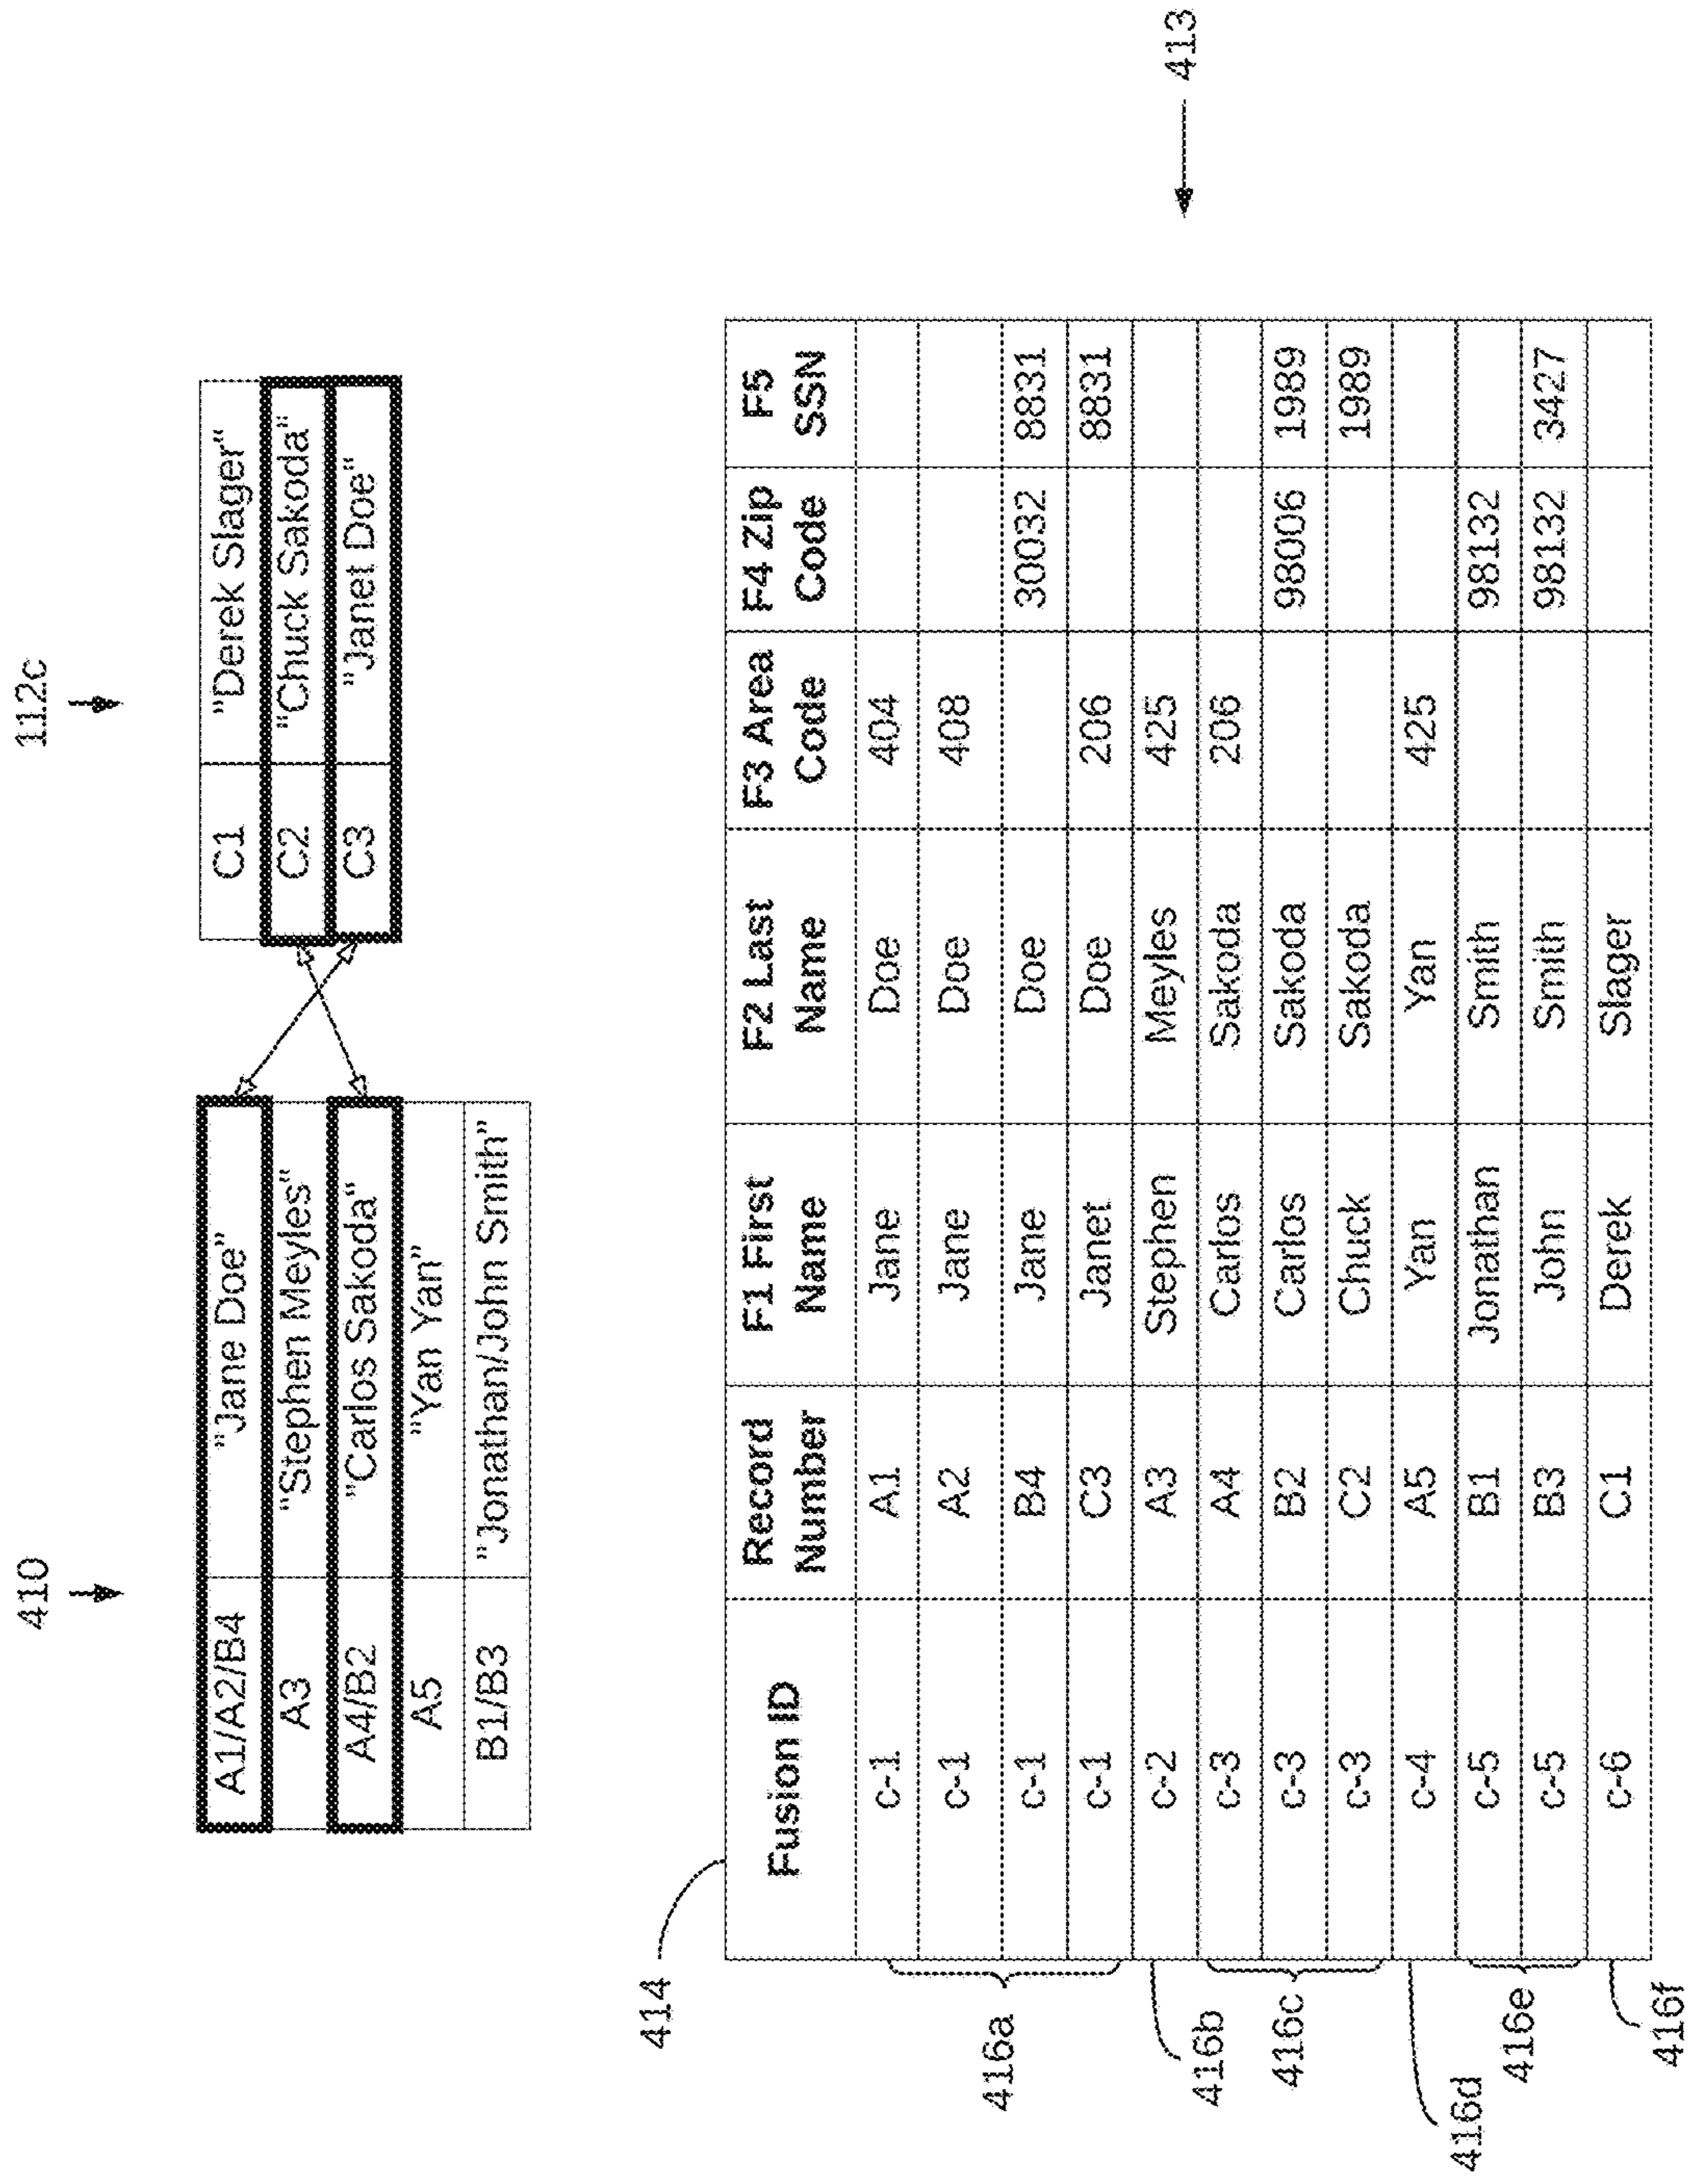 410
112c
A1/A2/B4 "Jane Doe"
A3 "Stephen Meyles"
A4/B2 "Carlos Sakoda"
A5 "Yan Yan"
B1/B3 "Jonathan/John Smith"
C1 "Derek Slager"
C2 "Chuck Sakoda"
C3 "Janet Doe"
414
Fusion ID Record Number F1 First Name F2 Last Name F3 Area Code F4 Zip Code F5 SSN
c-1 A1 Jane Doe 404
c-1 A2 Jane Doe 408
c-1 B4 Jane Doe 30032 8831
c-1 C3 Janet Doe 206 8831
c-2 A3 Stephen Meyles 425
c-3 A4 Carlos Sakoda 206
c-3 B2 Carlos Sakoda 98006 1989
c-3 C2 Chuck Sakoda 1989
c-4 A5 Yan Yan 425
c-5 B1 Jonathan Smith 98132
c-5 B3 John Smith 98132 3427
c-6 C1 Derek Slager
416a
416b
416c
416d
416e
416f
413